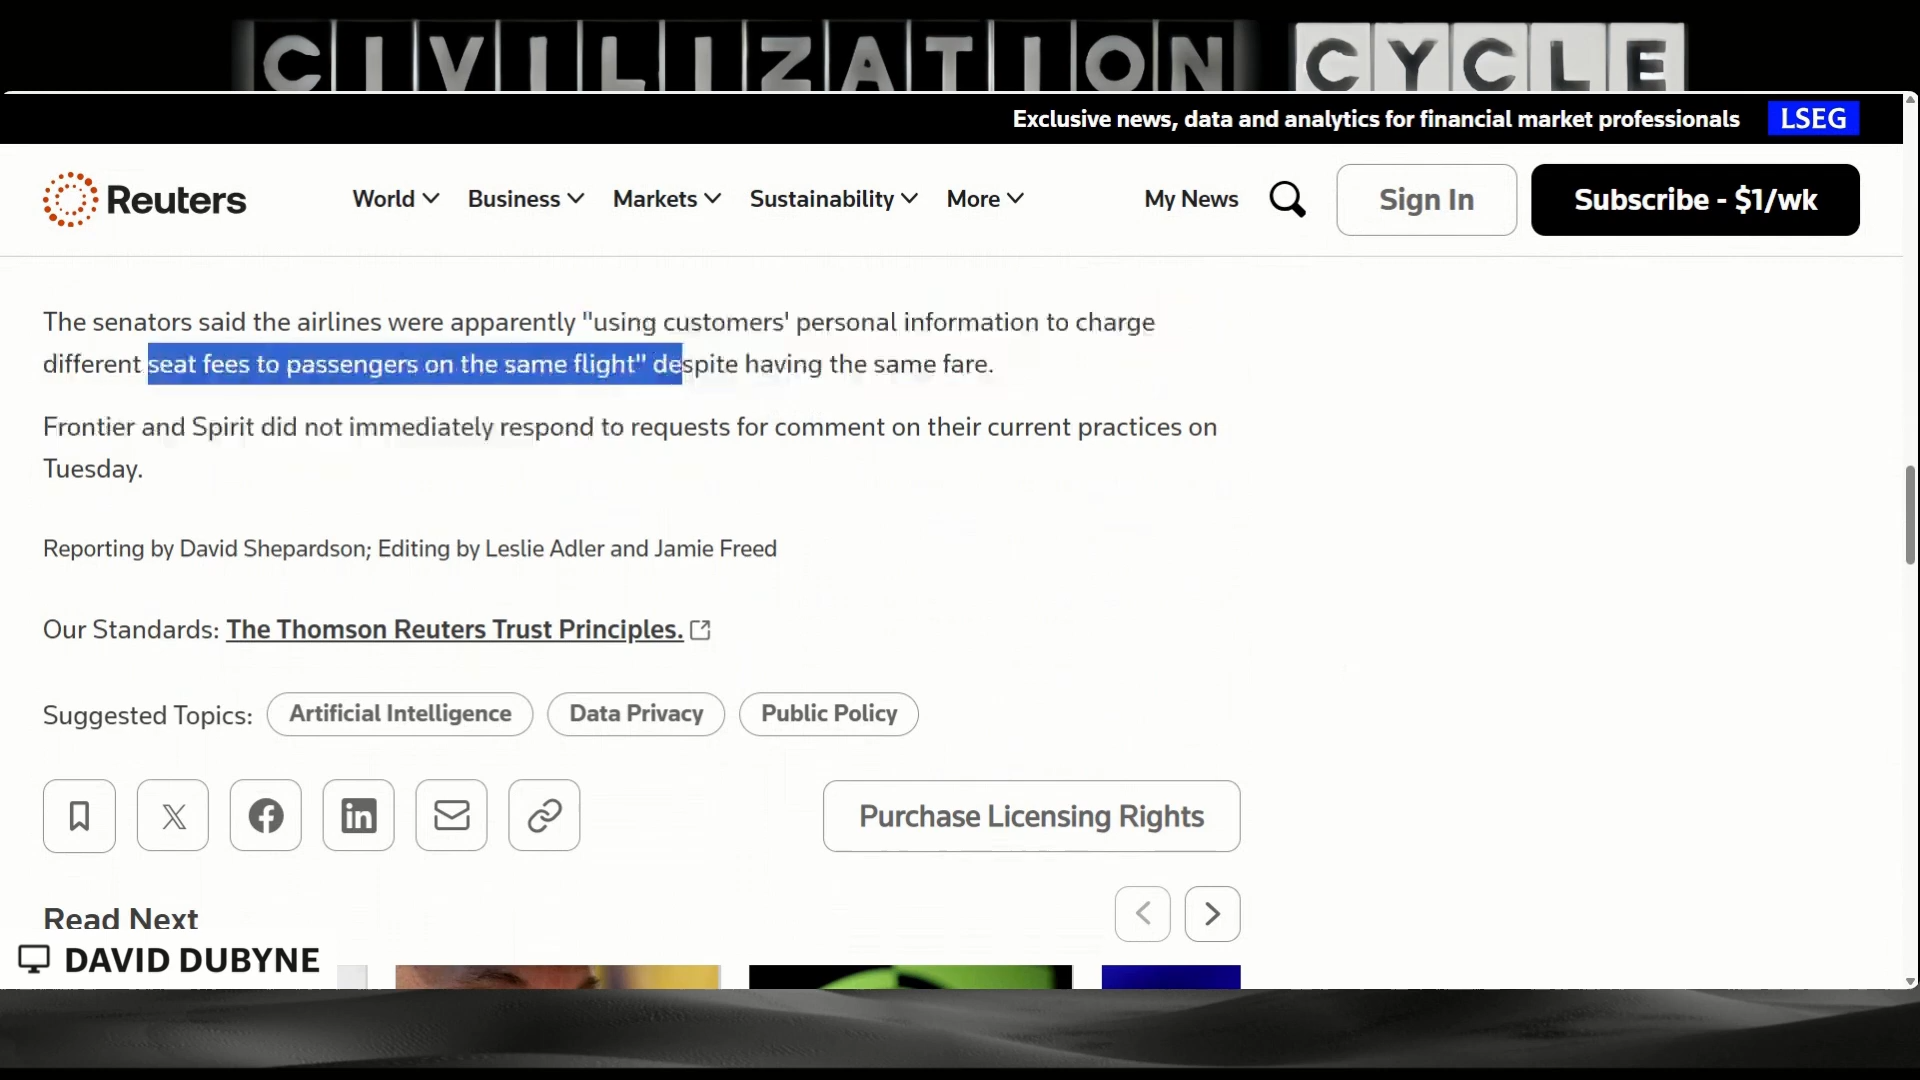 CIVILIZATION CYCLE
Exclusive news, data and analytics for financial market professionals LSEG
Reuters World Business Markets Sustainability More My News Sign In Subscribe - $1/wk
The senators said the airlines were apparently "using customers' personal information to charge
different seat fees to passengers on the same flight" despite having the same fare.
Frontier and Spirit did not immediately respond to requests for comment on their current practices on
Tuesday.
Reporting by David Shepardson; Editing by Leslie Adler and Jamie Freed
Our Standards: The Thomson Reuters Trust Principles.
Suggested Topics: Artificial Intelligence Data Privacy Public Policy
Purchase Licensing Rights
Read Next
DAVID DUBYNE